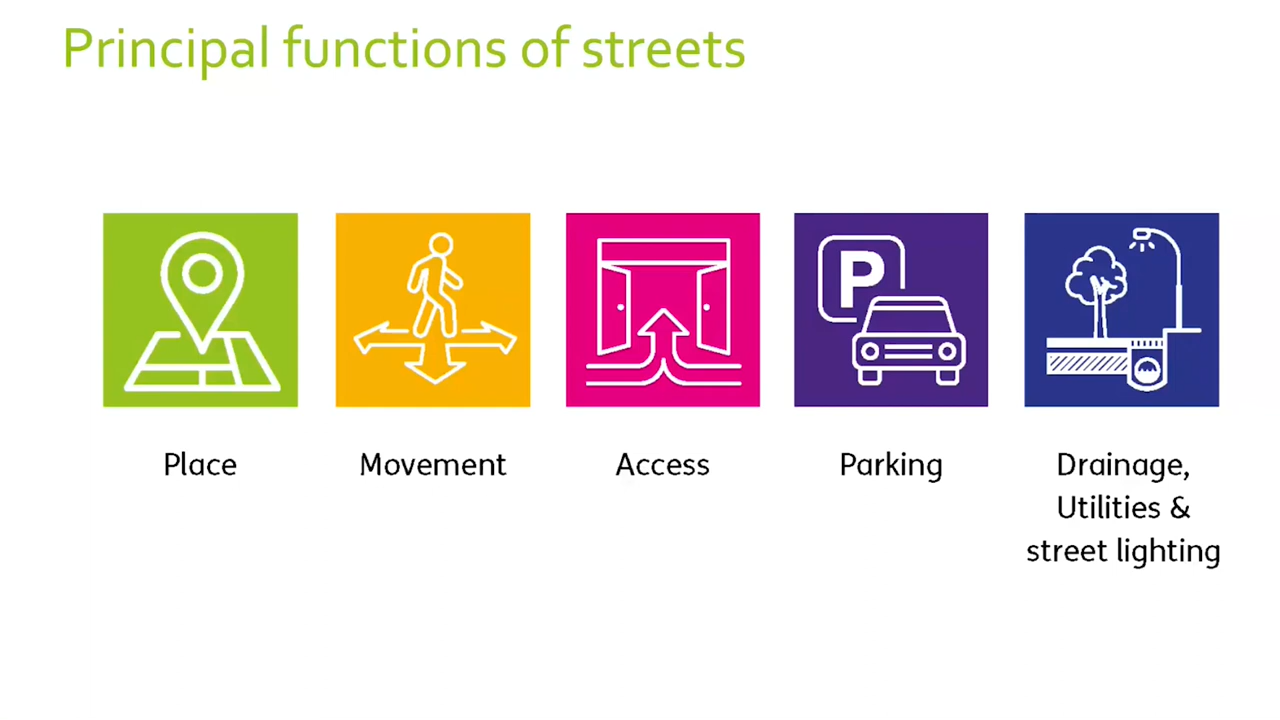 Principal functions of streets
P
Place
Movement
Access
Parking
Drainage,
Utilities &
street lighting